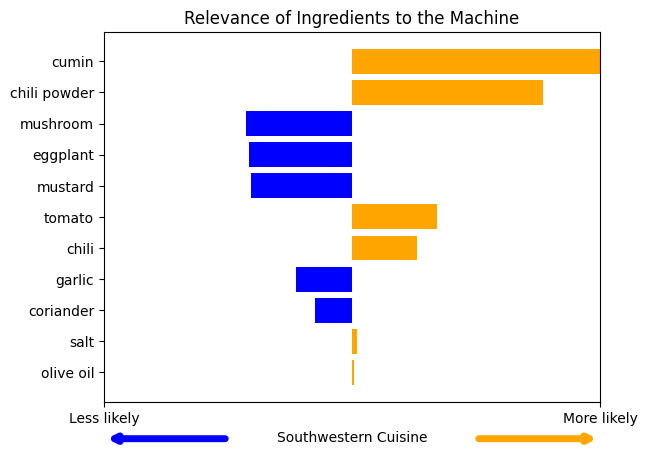 Relevance of Ingredients to the Machine
cumin
chili powder
mushroom
eggplant
mustard
tomato
chili
garlic
coriander
salt
olive oil
Less likely
More likely
Southwestern Cuisine